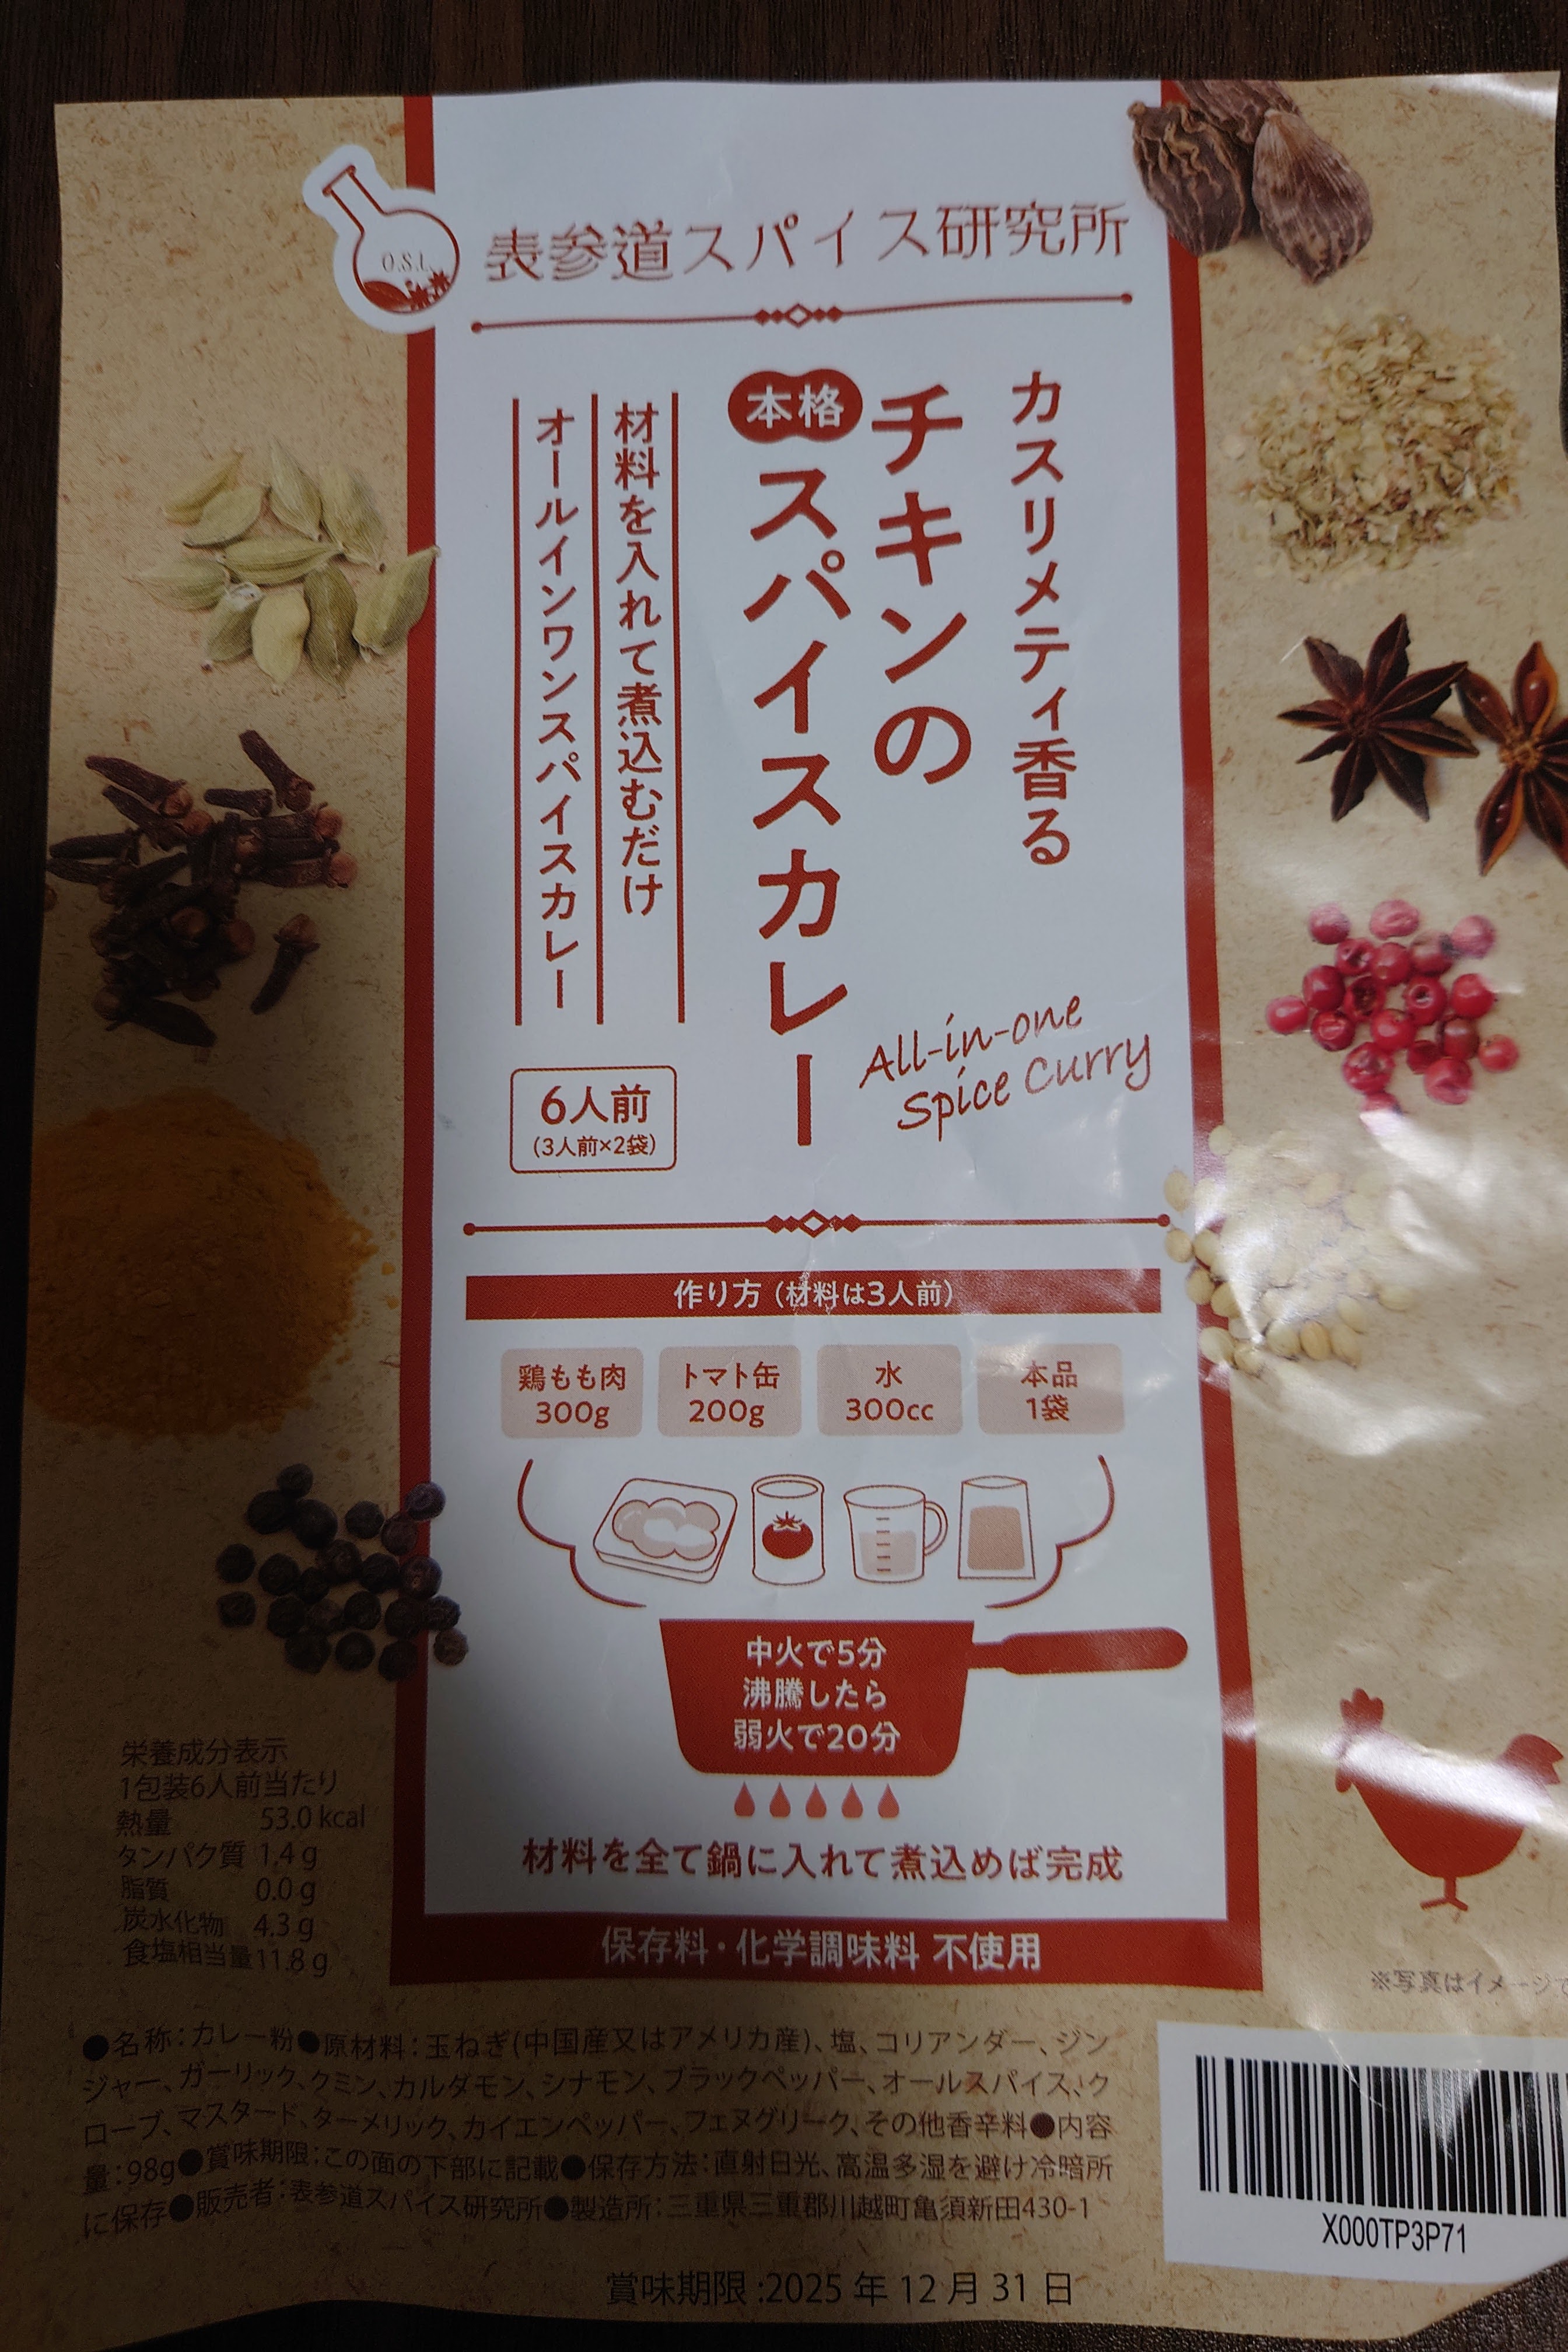 O.S.L.
表参道スパイス研究所
カスリメティ香る
チキンの
本格
スパイスカレー
材料を入れて煮込むだけ
オールインワンスパイスカレー
All-in-one
Spice Curry
6人前
(3人前×2袋)
作り方(材料は3人前)
鶏もも肉
300g
トマト缶
200g
水
300cc
本品
1袋
中火で5分
沸騰したら
弱火で20分
材料を全て鍋に入れて煮込めば完成
保存料・化学調味料 不使用
栄養成分表示
1包装6人前当たり
熱量 53.0 kcal
タンパク質 1.4 g
脂質 0.0 g
炭水化物 4.3 g
食塩相当量 11.8 g
※写真はイメージで
●名称:カレー粉●原材料:玉ねぎ(中国産又はアメリカ産)、塩、コリアンダー、ジン
ジャー、ガーリック、クミン、カルダモン、シナモン、ブラックペッパー、オールスパイス、ク
ローブ、マスタード、ターメリック、カイエンペッパー、フェヌグリーク、その他香辛料●内容
量:98g●賞味期限:この面の下部に記載●保存方法:直射日光、高温多湿を避け冷暗所
に保存●販売者:表参道スパイス研究所●製造所:三重県三重郡川越町亀須新田430-1
X000TP3P71
賞味期限:2025年12月31日